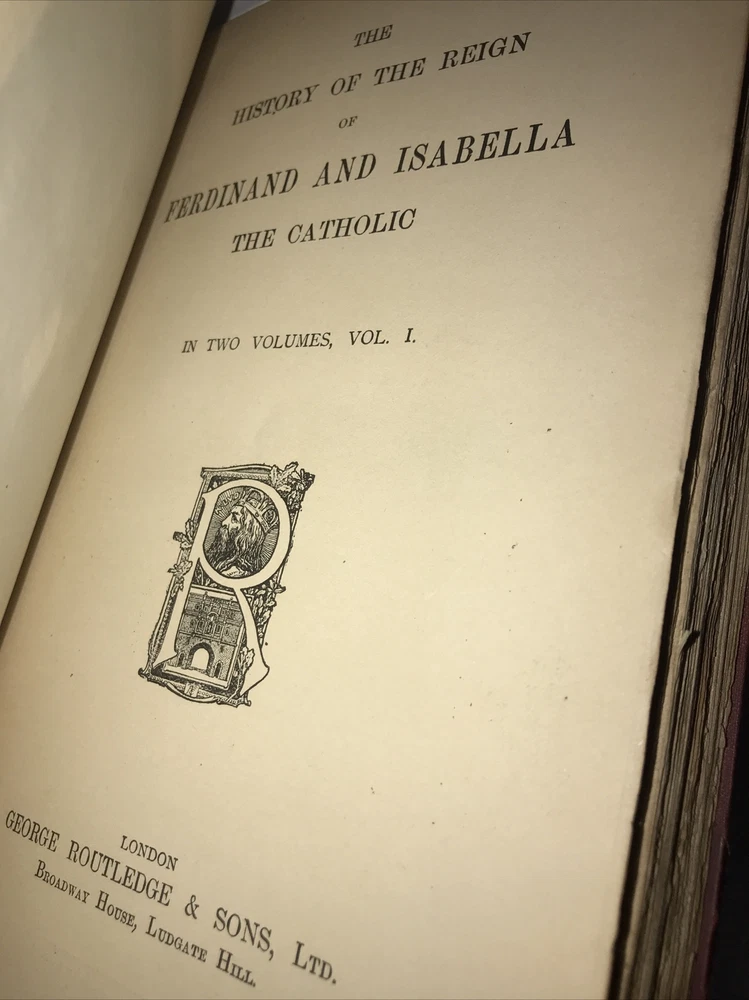 THE
HISTORY OF THE REIGN
OF
FERDINAND AND ISABELLA
THE CATHOLIC
IN TWO VOLUMES, VOL. I.
R
LONDON
GEORGE ROUTLEDGE & SONS, LTD.
BROADWAY HOUSE, LUDGATE HILL.